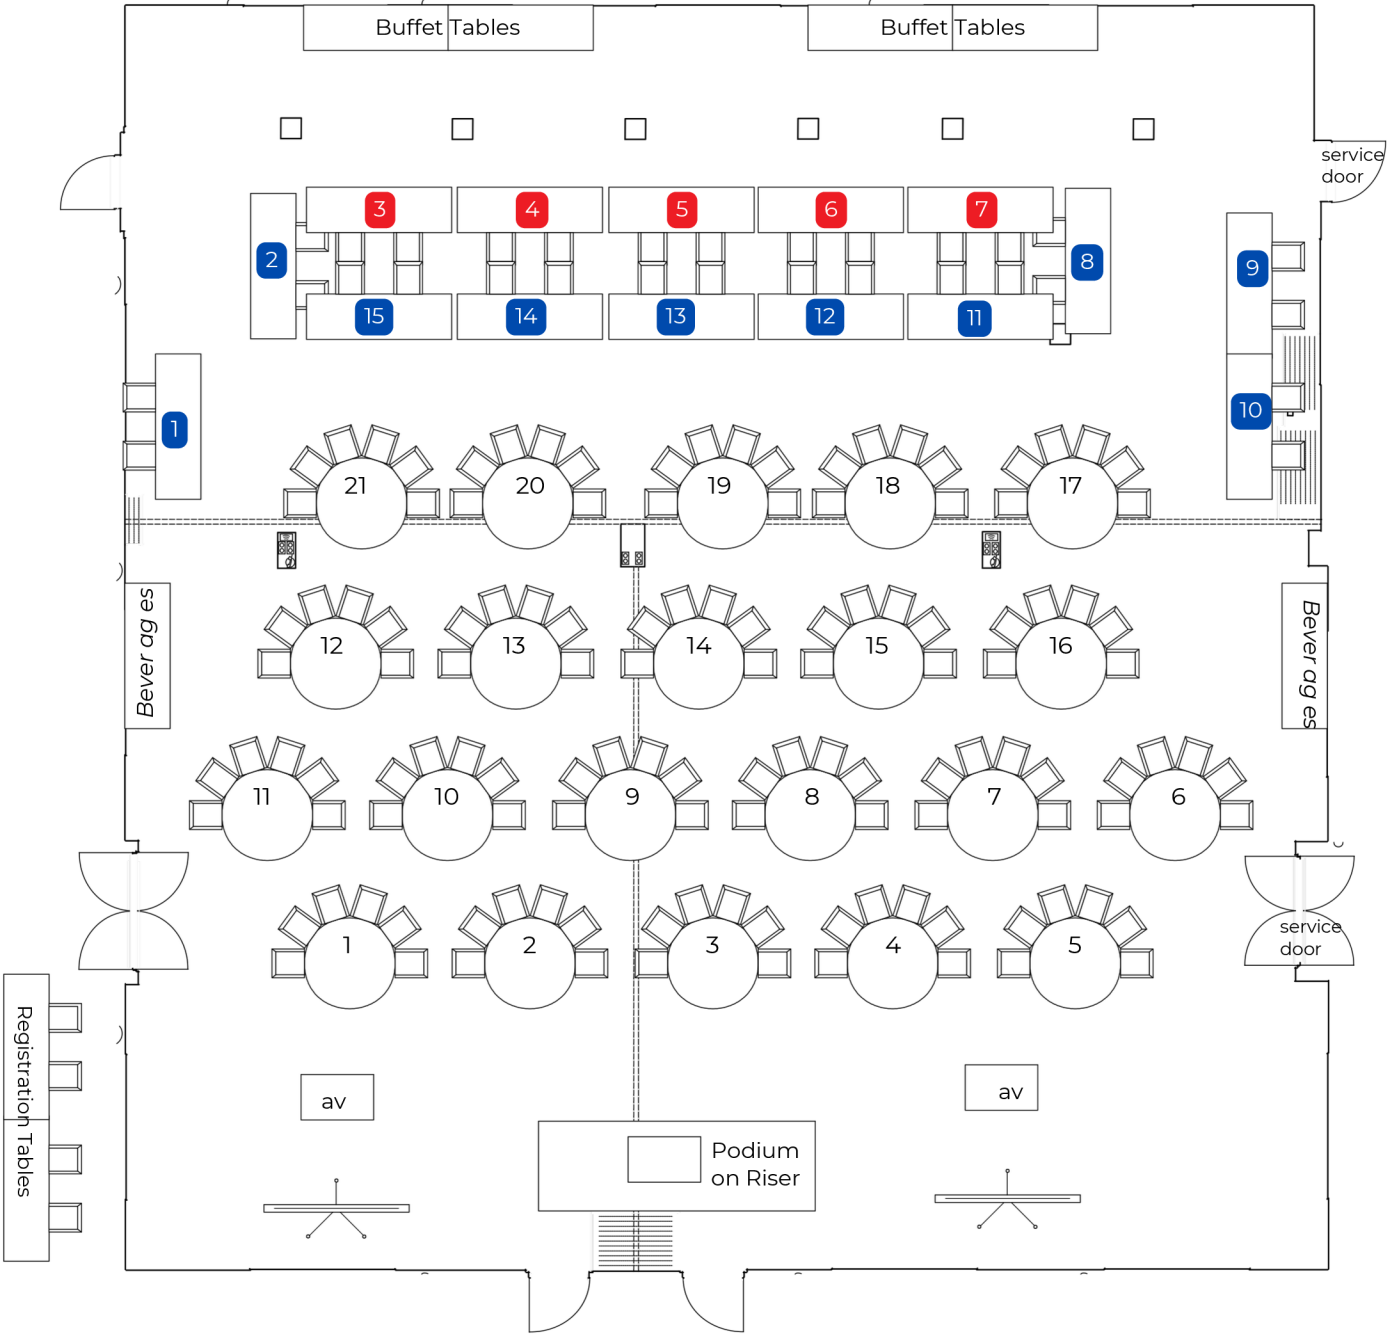 Buffet Tables
Buffet Tables
service
door
3
4
5
6
7
2
8
9
15
14
13
12
11
10
1
21
20
19
18
17
Bever ag es
12
13
14
15
16
Bever ag es
11
10
9
8
7
6
1
2
3
4
5
service
door
Registration Tables
av
av
Podium
on Riser